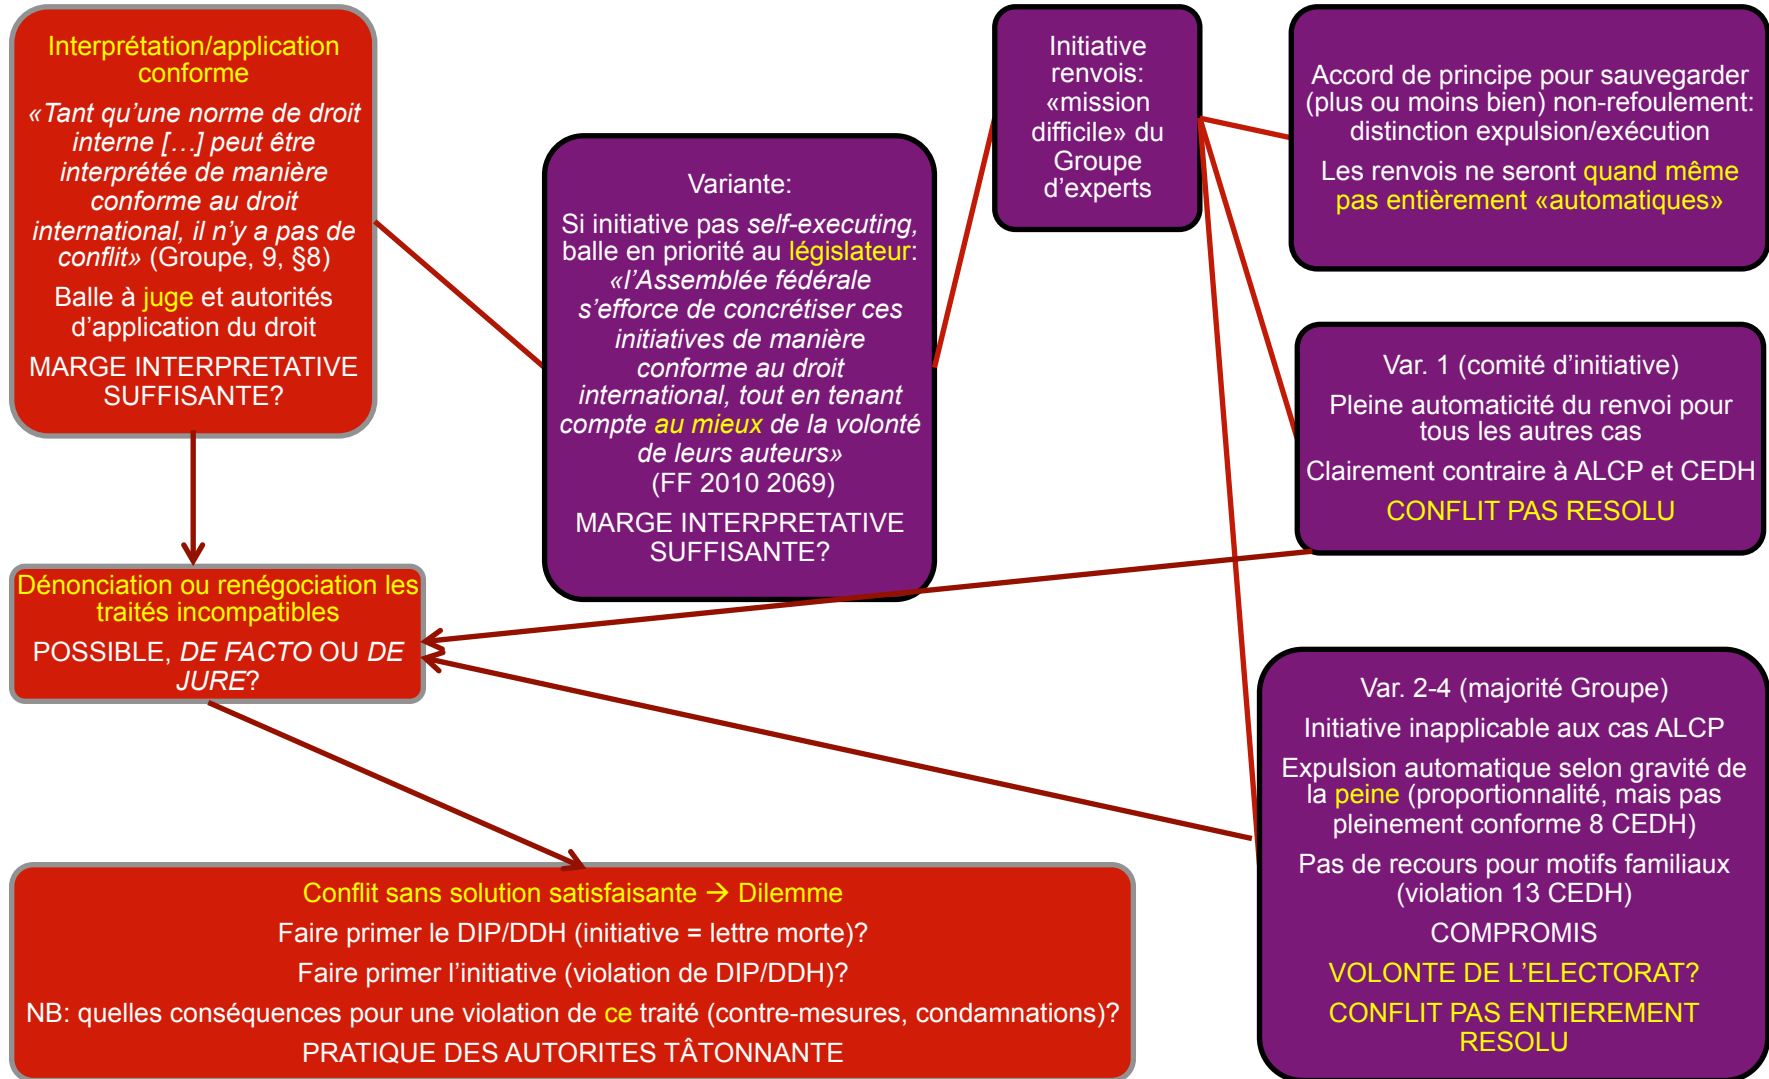 Interprétation/application
conforme
«Tant qu’une norme de droit
interne […] peut être
interprétée de manière
conforme au droit
international, il n’y a pas de
conflit» (Groupe, 9, §8)
Balle à juge et autorités
d’application du droit
MARGE INTERPRETATIVE
SUFFISANTE?
Dénonciation ou renégociation les
traités incompatibles
POSSIBLE, DE FACTO OU DE
JURE?
Variante:
Si initiative pas self-executing,
balle en priorité au législateur:
«l’Assemblée fédérale
s’efforce de concrétiser ces
initiatives de manière
conforme au droit
international, tout en tenant
compte au mieux de la volonté
de leurs auteurs»
(FF 2010 2069)
MARGE INTERPRETATIVE
SUFFISANTE?
Initiative
renvois:
«mission
difficile» du
Groupe
d’experts
Accord de principe pour sauvegarder
(plus ou moins bien) non-refoulement:
distinction expulsion/exécution
Les renvois ne seront quand même
pas entièrement «automatiques»
Var. 1 (comité d’initiative)
Pleine automaticité du renvoi pour
tous les autres cas
Clairement contraire à ALCP et CEDH
CONFLIT PAS RESOLU
Var. 2-4 (majorité Groupe)
Initiative inapplicable aux cas ALCP
Expulsion automatique selon gravité de
la peine (proportionnalité, mais pas
pleinement conforme 8 CEDH)
Pas de recours pour motifs familiaux
(violation 13 CEDH)
COMPROMIS
VOLONTE DE L’ELECTORAT?
CONFLIT PAS ENTIEREMENT
RESOLU
Conflit sans solution satisfaisante → Dilemme
Faire primer le DIP/DDH (initiative = lettre morte)?
Faire primer l’initiative (violation de DIP/DDH)?
NB: quelles conséquences pour une violation de ce traité (contre-mesures, condamnations)?
PRATIQUE DES AUTORITES TÂTONNANTE